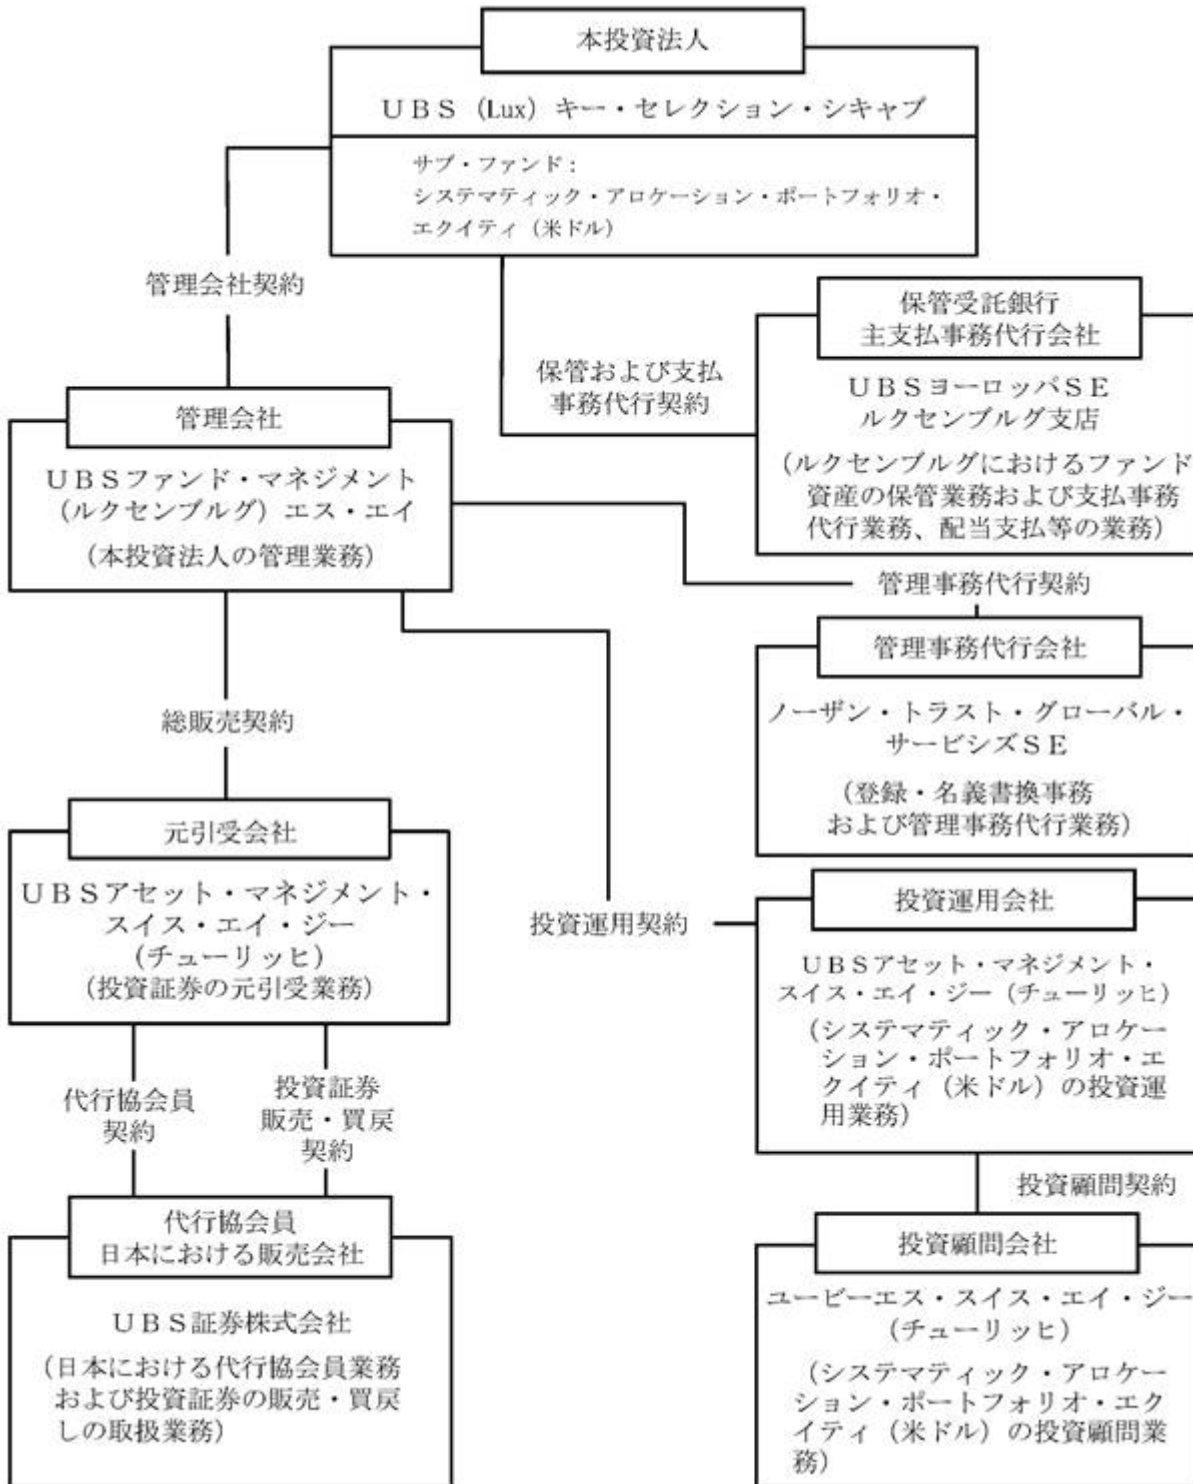 本投資法人
ＵＢＳ（Lux）キー・セレクション・シキャブ
サブ・ファンド：
システマティック・アロケーション・ポートフォリオ・
エクイティ（米ドル）
管理会社契約
保管受託銀行
主支払事務代行会社
ＵＢＳヨーロッパＳＥ
ルクセンブルグ支店
（ルクセンブルグにおけるファンド
資産の保管業務および支払事務
代行業務、配当支払等の業務）
保管および支払
事務代行契約
管理会社
ＵＢＳファンド・マネジメント
（ルクセンブルグ）エス・エイ
（本投資法人の管理業務）
管理事務代行契約
管理事務代行会社
ノーザン・トラスト・グローバル・
サービシズＳＥ
（登録・名義書換事務
および管理事務代行業務）
総販売契約
元引受会社
ＵＢＳアセット・マネジメント・
スイス・エイ・ジー
（チューリッヒ）
（投資証券の元引受業務）
投資運用契約
投資運用会社
ＵＢＳアセット・マネジメント・
スイス・エイ・ジー（チューリッヒ）
（システマティック・アロケー
ション・ポートフォリオ・エ
クイティ（米ドル）の投資運
用業務）
代行協会員
契約
投資証券
販売・買戻
契約
投資顧問契約
代行協会員
日本における販売会社
ＵＢＳ証券株式会社
（日本における代行協会員業務
および投資証券の販売・買戻
しの取扱業務）
投資顧問会社
ユービーエス・スイス・エイ・ジー
（チューリッヒ）
（システマティック・アロケー
ション・ポートフォリオ・エク
イティ（米ドル）の投資顧問業
務）